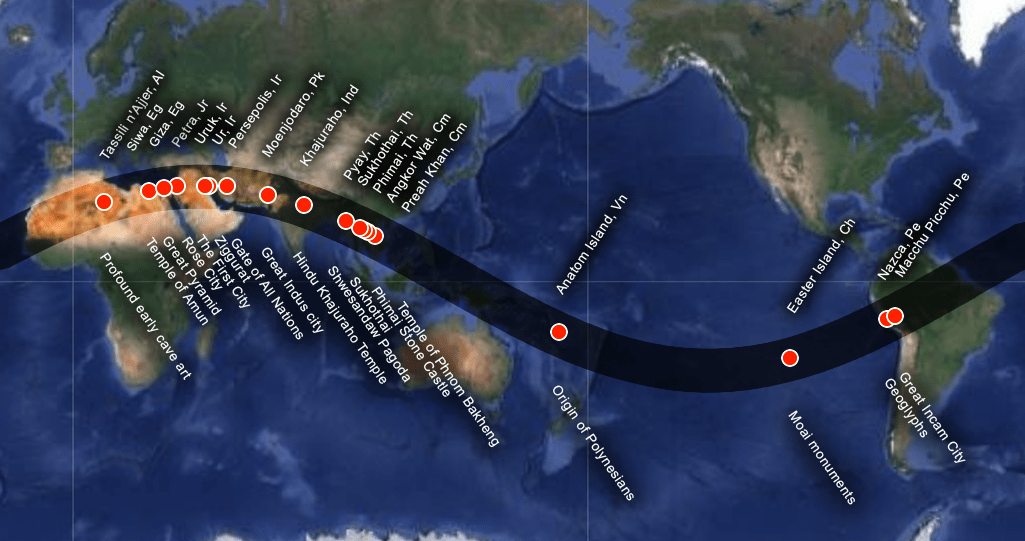 Tassili n'Ajjer, Al
Siwa, Eg
Giza, Eg
Petra, Jr
Uruk, Ir
Ur, Ir
Persepolis, Ir
Moenjodaro, Pk
Khajuraho, Ind
Pyay, Th
Sukhothai, Th
Phimai, Th
Angkor Wat, Cm
Preah Khan, Cm
Anatom Island, Vn
Easter Island, Ch
Nazca, Pe
Macchu Picchu, Pe
Profound early cave art
Temple of Amun
Great Pyramid
Rose City
The First City
Ziggurat
Gate of All Nations
Great Indus city
Hindu Khajuraho Temple
Shwesandaw Pagoda
Sukhothai
Phimai Stone Castle
Temple of Phnom Bakheng
Origin of Polynesians
Moai monuments
Geoglyphs
Great Incam City